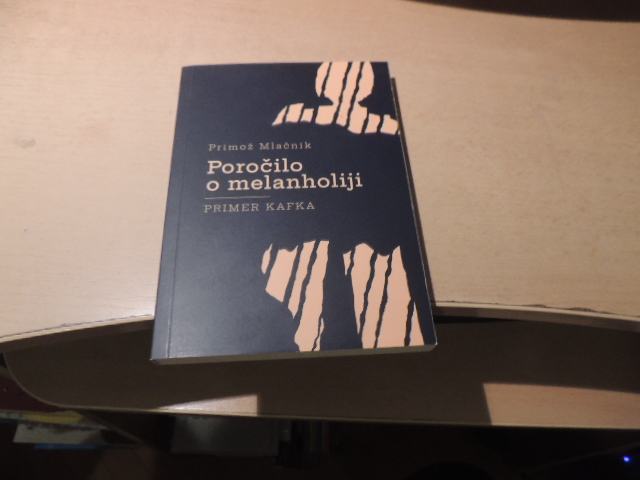 Primož Mlačnik
Poročilo
o melanholiji
PRIMER KAFKA